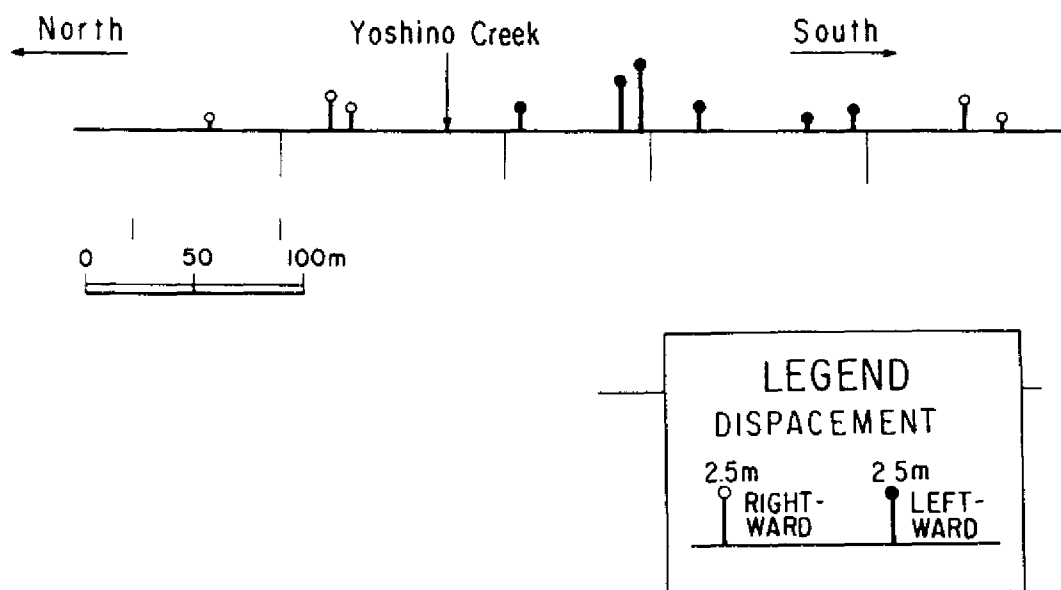 North
Yoshino Creek
South
0 50 100m
LEGEND
DISPACEMENT
2.5m 2 5m
RIGHT-
WARD
LEFT-
WARD